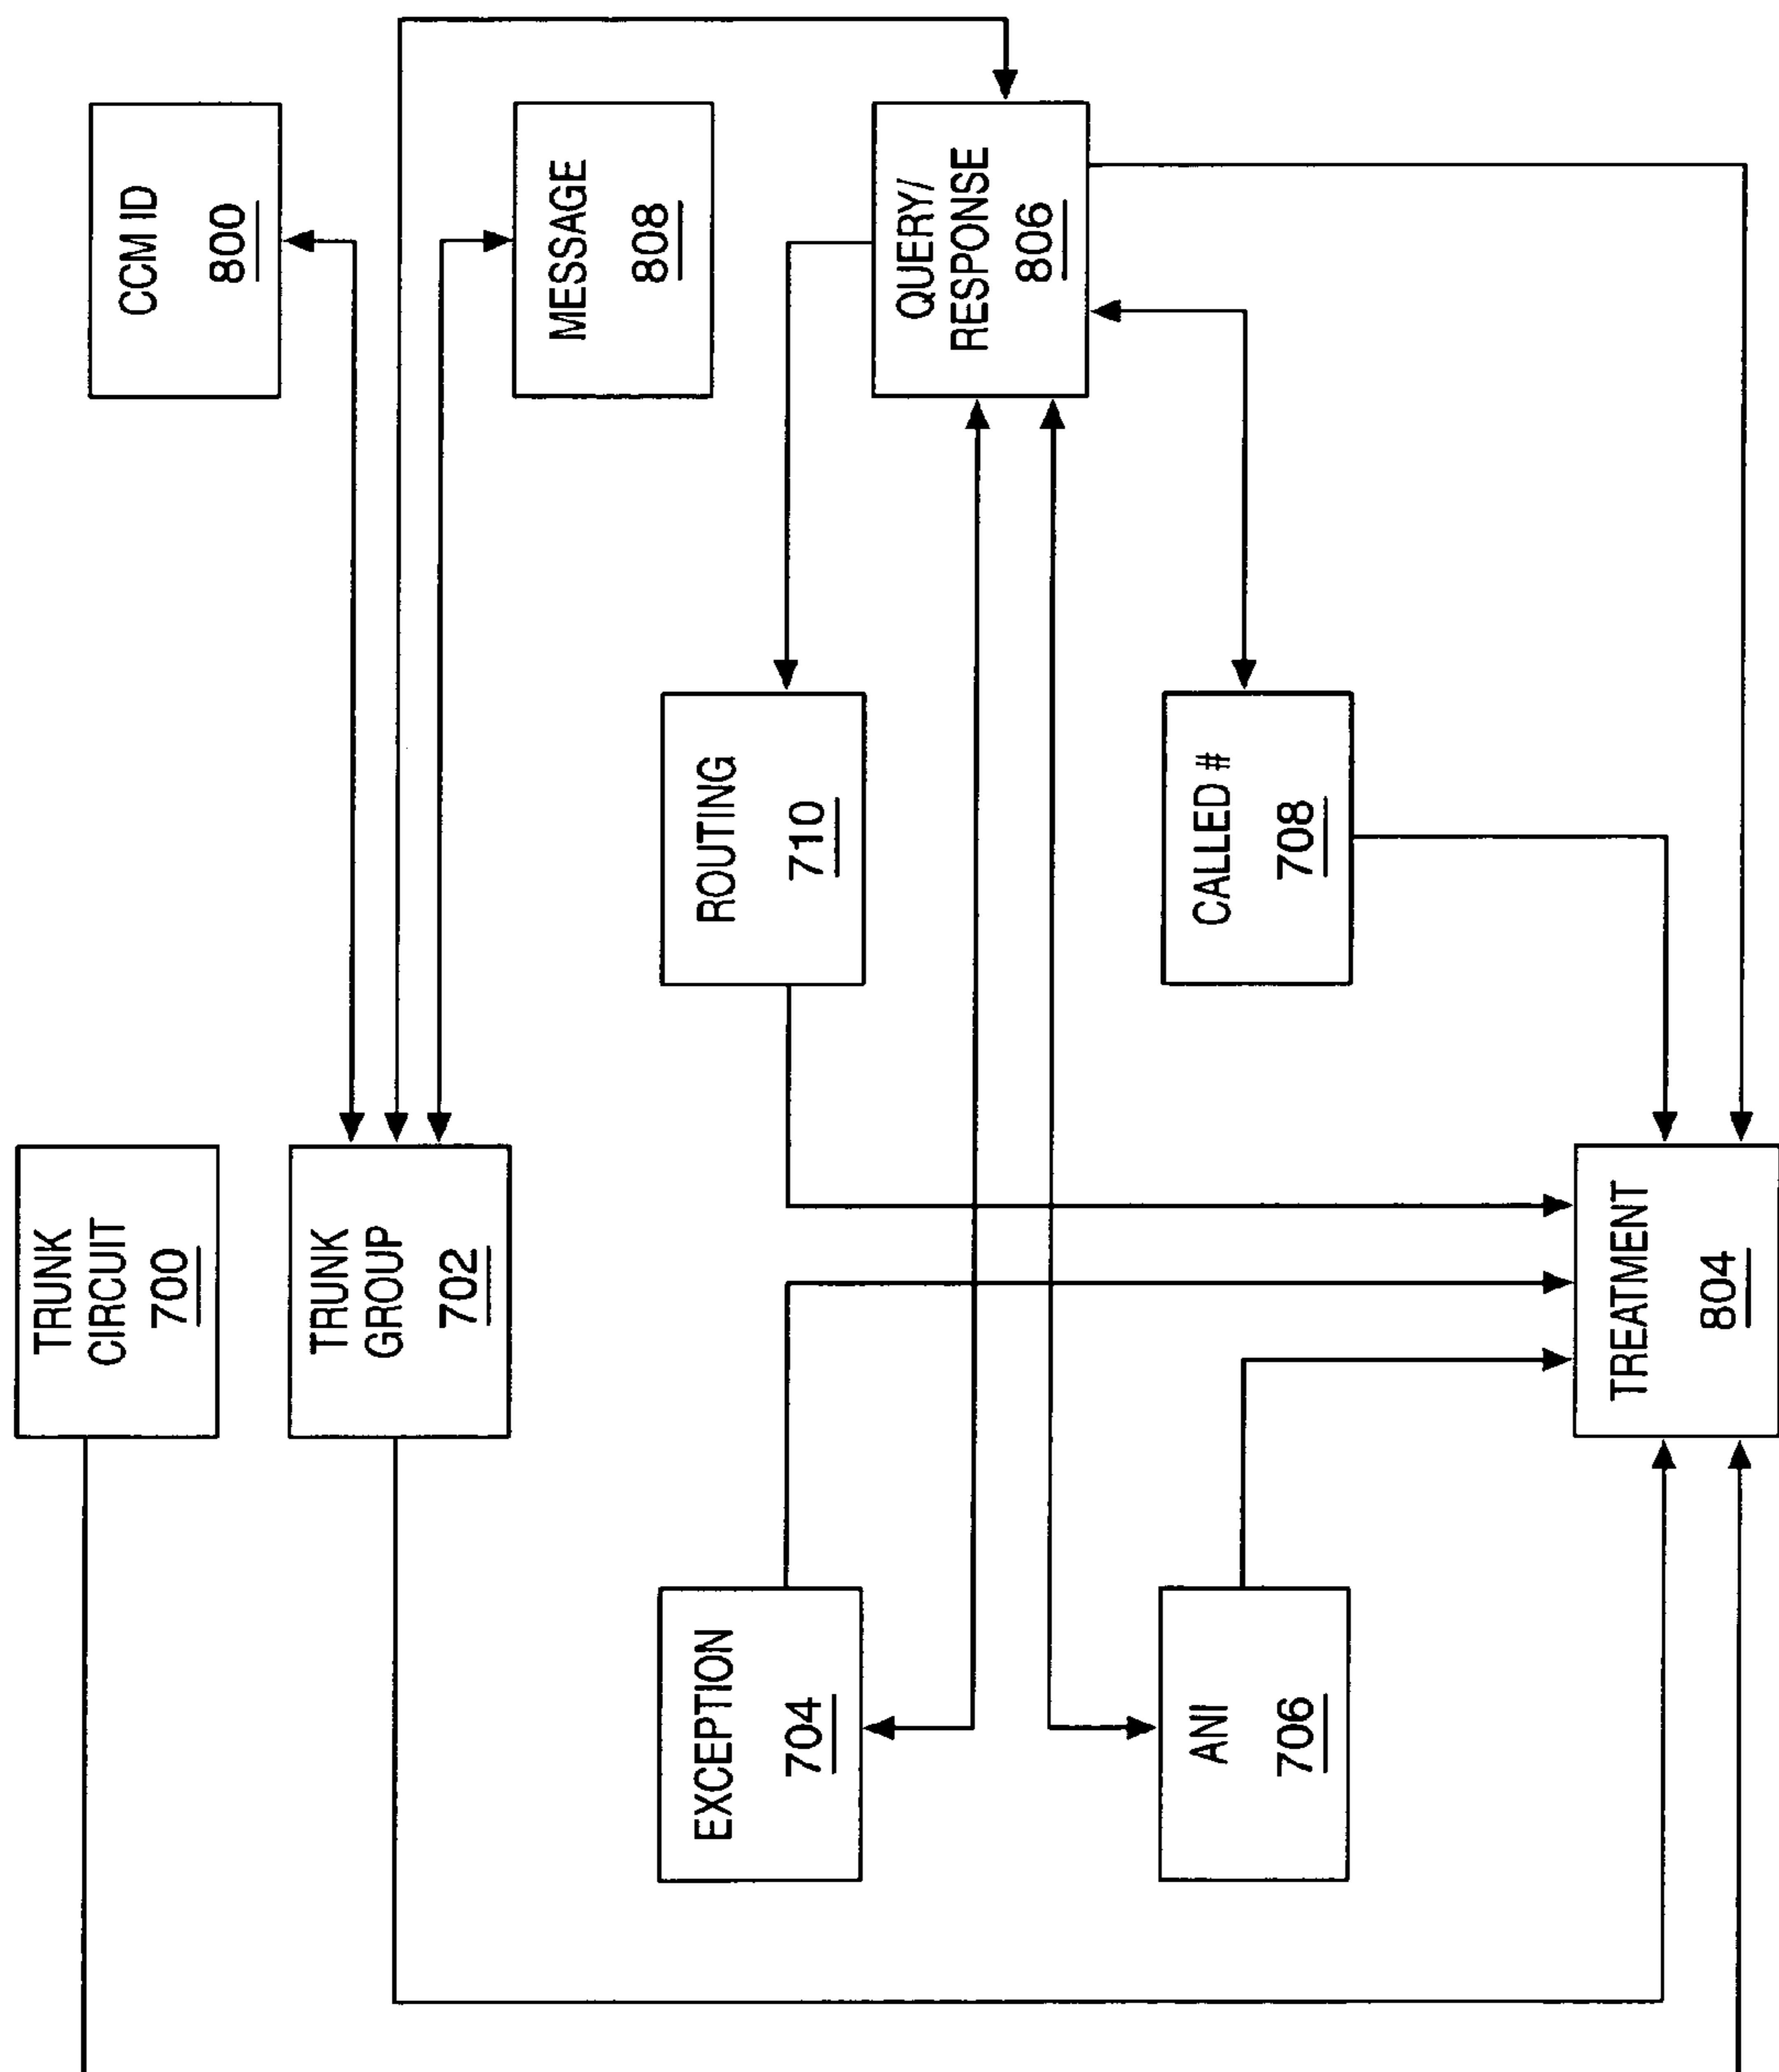 TRUNK
CIRCUIT
700
TRUNK
GROUP
702
CCM ID
800
MESSAGE
808
EXCEPTION
704
ROUTING
710
QUERY/
RESPONSE
806
ANI
706
CALLED #
708
TREATMENT
804